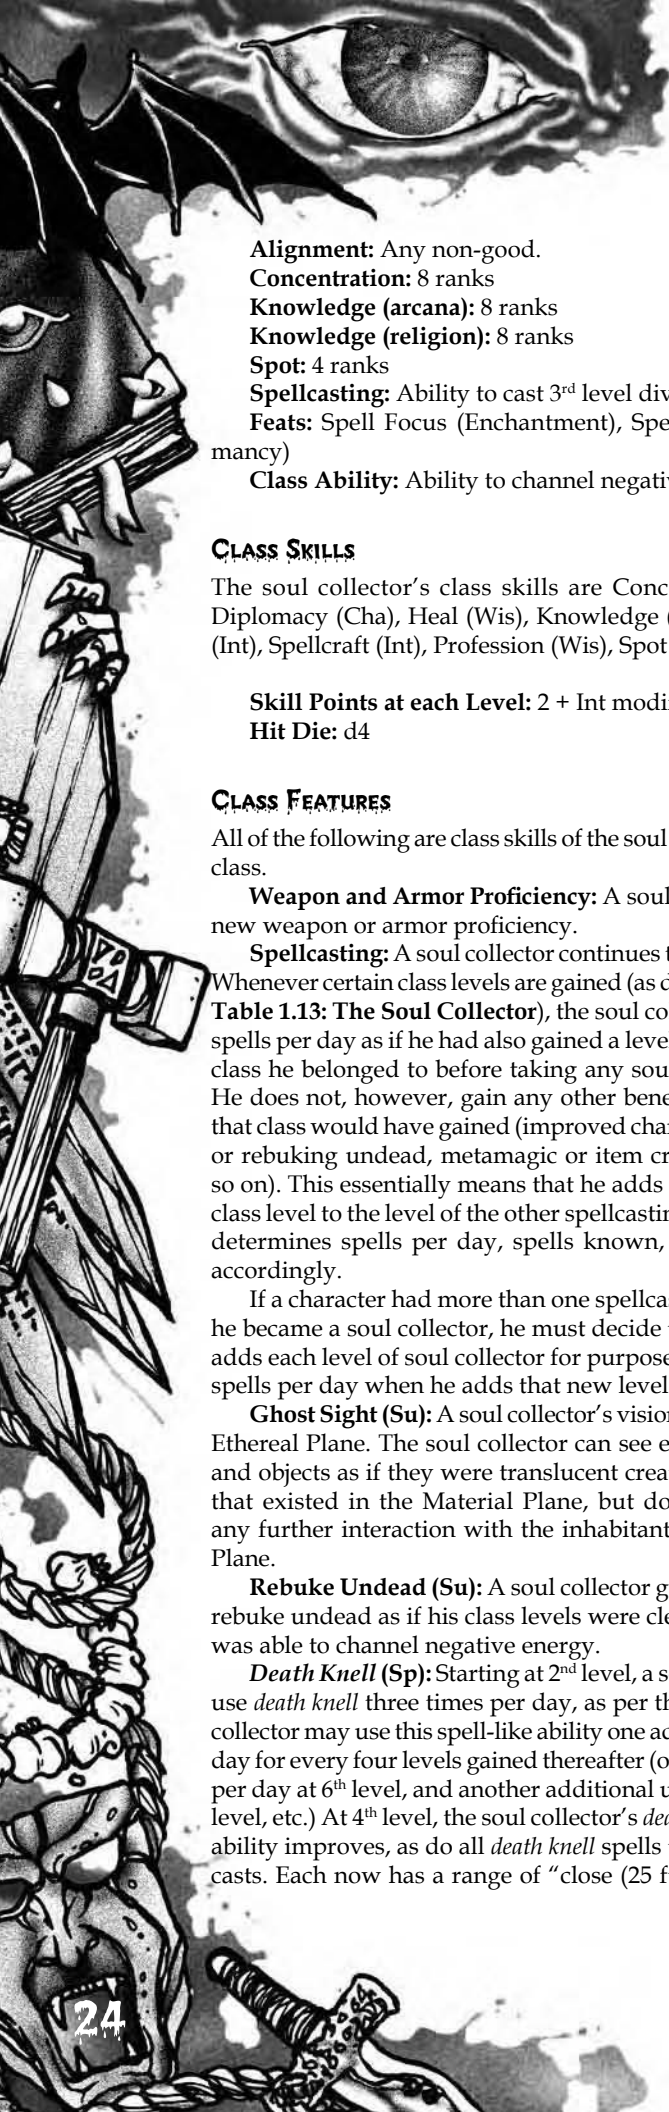 Alignment: Any non-good.
Concentration: 8 ranks
Knowledge (arcana): 8 ranks
Knowledge (religion): 8 ranks
Spot: 4 ranks
Spellcasting: Ability to cast 3rd level div
Feats: Spell Focus (Enchantment), Spe
mancy)
Class Ability: Ability to channel negativ
Class Skills
The soul collector's class skills are Conc
Diplomacy (Cha), Heal (Wis), Knowledge (
(Int), Spellcraft (Int), Profession (Wis), Spot
Skill Points at each Level: 2 + Int modi
Hit Die: d4
Class Features
All of the following are class skills of the soul
class.
Weapon and Armor Proficiency: A soul
new weapon or armor proficiency.
Spellcasting: A soul collector continues t
Whenever certain class levels are gained (as d
Table 1.13: The Soul Collector), the soul co
spells per day as if he had also gained a leve
class he belonged to before taking any sou
He does not, however, gain any other bene
that class would have gained (improved chan
or rebuking undead, metamagic or item cr
so on). This essentially means that he adds
class level to the level of the other spellcastin
determines spells per day, spells known,
accordingly.
If a character had more than one spellcas
he became a soul collector, he must decide
adds each level of soul collector for purpose
spells per day when he adds that new level
Ghost Sight (Su): A soul collector's vision
Ethereal Plane. The soul collector can see e
and objects as if they were translucent crea
that existed in the Material Plane, but do
any further interaction with the inhabitant
Plane.
Rebuke Undead (Su): A soul collector g
rebuke undead as if his class levels were cle
was able to channel negative energy.
Death Knell (Sp): Starting at 2nd level, a s
use death knell three times per day, as per th
collector may use this spell-like ability one ad
day for every four levels gained thereafter (o
per day at 6th level, and another additional u
level, etc.) At 4th level, the soul collector's dea
ability improves, as do all death knell spells
casts. Each now has a range of "close (25 f
24